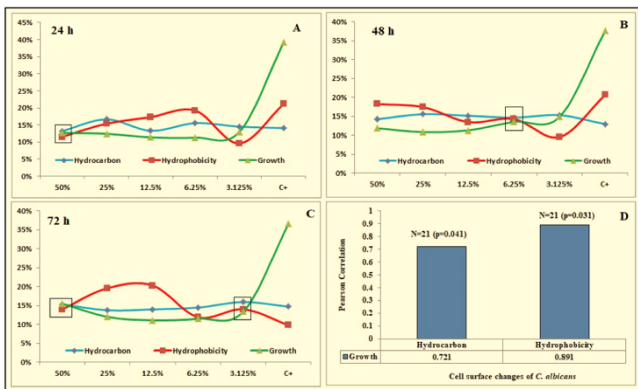 24 h
A
45%
40%
35%
30%
25%
20%
15%
10%
5%
0%
Hydrocarbon
Hydrophobicity
Growth
50%
25%
12.5%
6.25%
3.125%
C+
48 h
B
40%
35%
30%
25%
20%
15%
10%
5%
0%
Hydrocarbon
Hydrophobicity
Growth
50%
25%
12.5%
6.25%
3.125%
C+
72 h
C
40%
35%
30%
25%
20%
15%
10%
5%
0%
Hydrocarbon
Hydrophobicity
Growth
50%
25%
12.5%
6.25%
3.125%
C+
D
N=21 (p=0.041)
N=21 (p=0.031)
Pearson Correlation
1
0.9
0.8
0.7
0.6
0.5
0.4
0.3
0.2
0.1
0
Hydrocarbon
Hydrophobicity
Growth
0.721
0.891
Cell surface changes of C. albicans